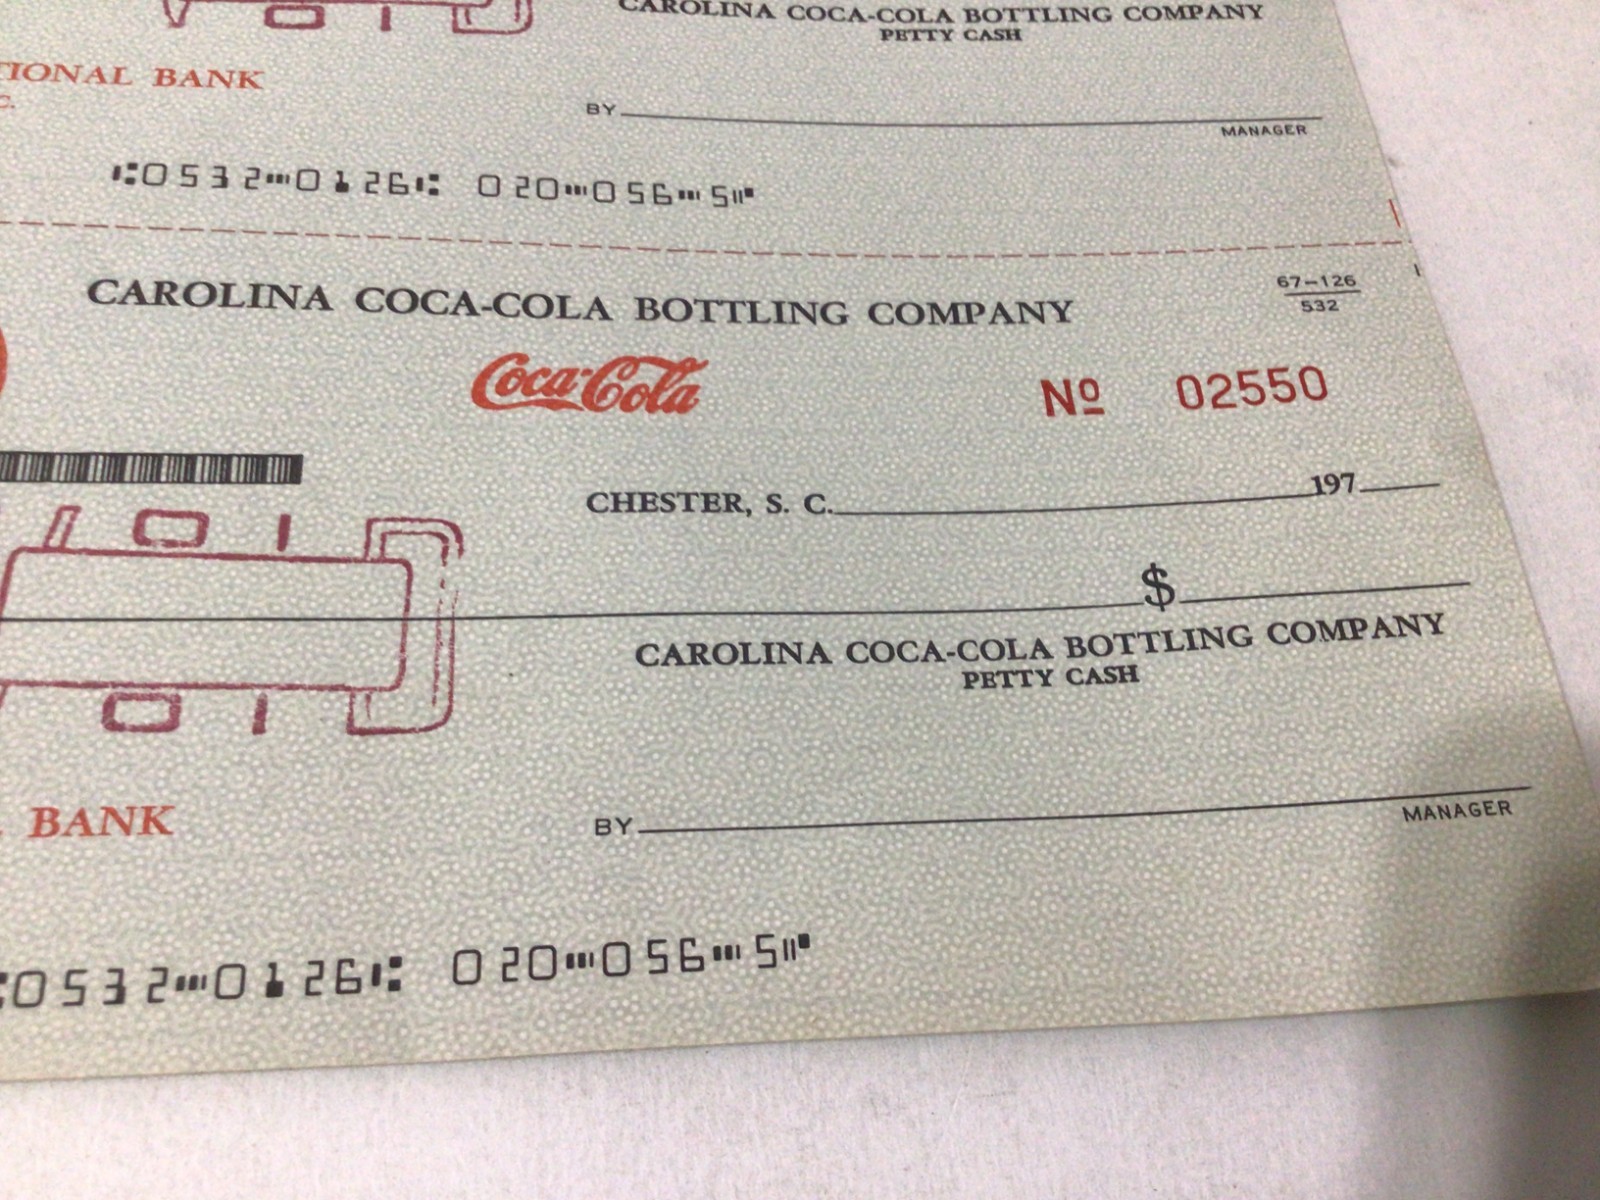 CAROLINA COCA-COLA BOTTLING COMPANY
PETTY CASH
BANK
BY
MANAGER
⑆0532⑉0126⑆ 020⑉056⑉5⑈
CAROLINA COCA-COLA BOTTLING COMPANY
67-126
532
Coca-Cola
Nº 02550
CHESTER, S. C. 197
$
CAROLINA COCA-COLA BOTTLING COMPANY
PETTY CASH
BANK
BY
MANAGER
⑆0532⑉0126⑆ 020⑉056⑉5⑈